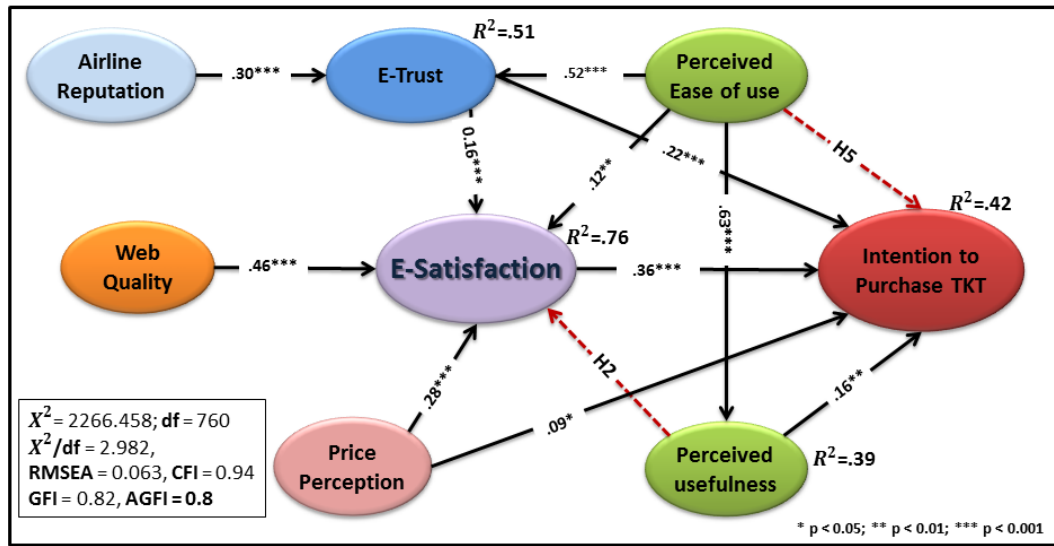 R²=.51
Airline
Reputation
.30***
E-Trust
.52***
Perceived
Ease of use
0.16***
.12**
.22***
.63***
H5
R²=.42
Web
Quality
.46***
R²=.76
E-Satisfaction
.36***
Intention to
Purchase TKT
.28***
H2
.09*
.16**
X² = 2266.458; df = 760
X²/df = 2.982,
RMSEA = 0.063, CFI = 0.94
GFI = 0.82, AGFI = 0.8
Price
Perception
Perceived
usefulness
R²=.39
* p < 0.05; ** p < 0.01; *** p < 0.001